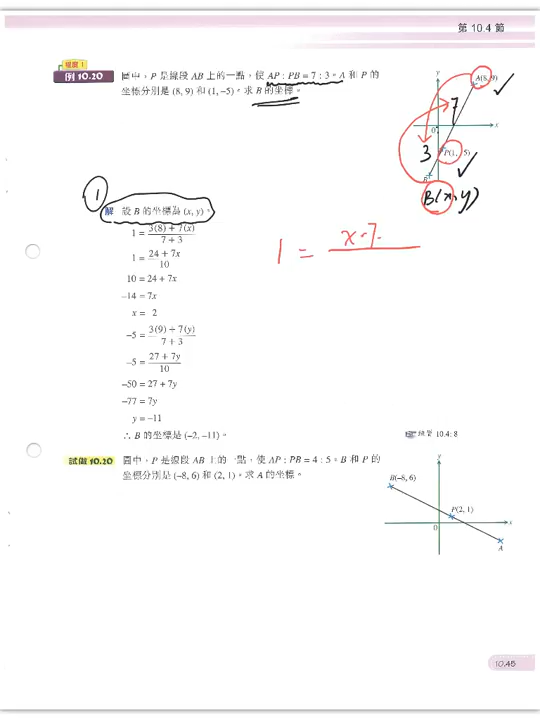 第 10.4 節
程度 1
例 10.20 圖中,P 是線段 AB 上的一點,使 AP : PB = 7 : 3。A 和 P 的
坐標分別是 (8, 9) 和 (1, −5)。求 B 的坐標。
y
A(8, 9)
7
x
0
3
P(1, −5)
B
B(x,y)
1
解 設 B 的坐標為 (x, y)。
1 = 3(8) + 7(x) / 7 + 3
1 = x·7 
1 = 24 + 7x / 10
10 = 24 + 7x
−14 = 7x
x = 2
−5 = 3(9) + 7(y) / 7 + 3
−5 = 27 + 7y / 10
−50 = 27 + 7y
−77 = 7y
y = −11
∴ B 的坐標是 (−2, −11)。
練習 10.4: 8
試做 10.20 圖中,P 是線段 AB 上的一點,使 AP : PB = 4 : 5。B 和 P 的
坐標分別是 (−8, 6) 和 (2, 1)。求 A 的坐標。
y
B(−8, 6)
P(2, 1)
0
x
A
10.45